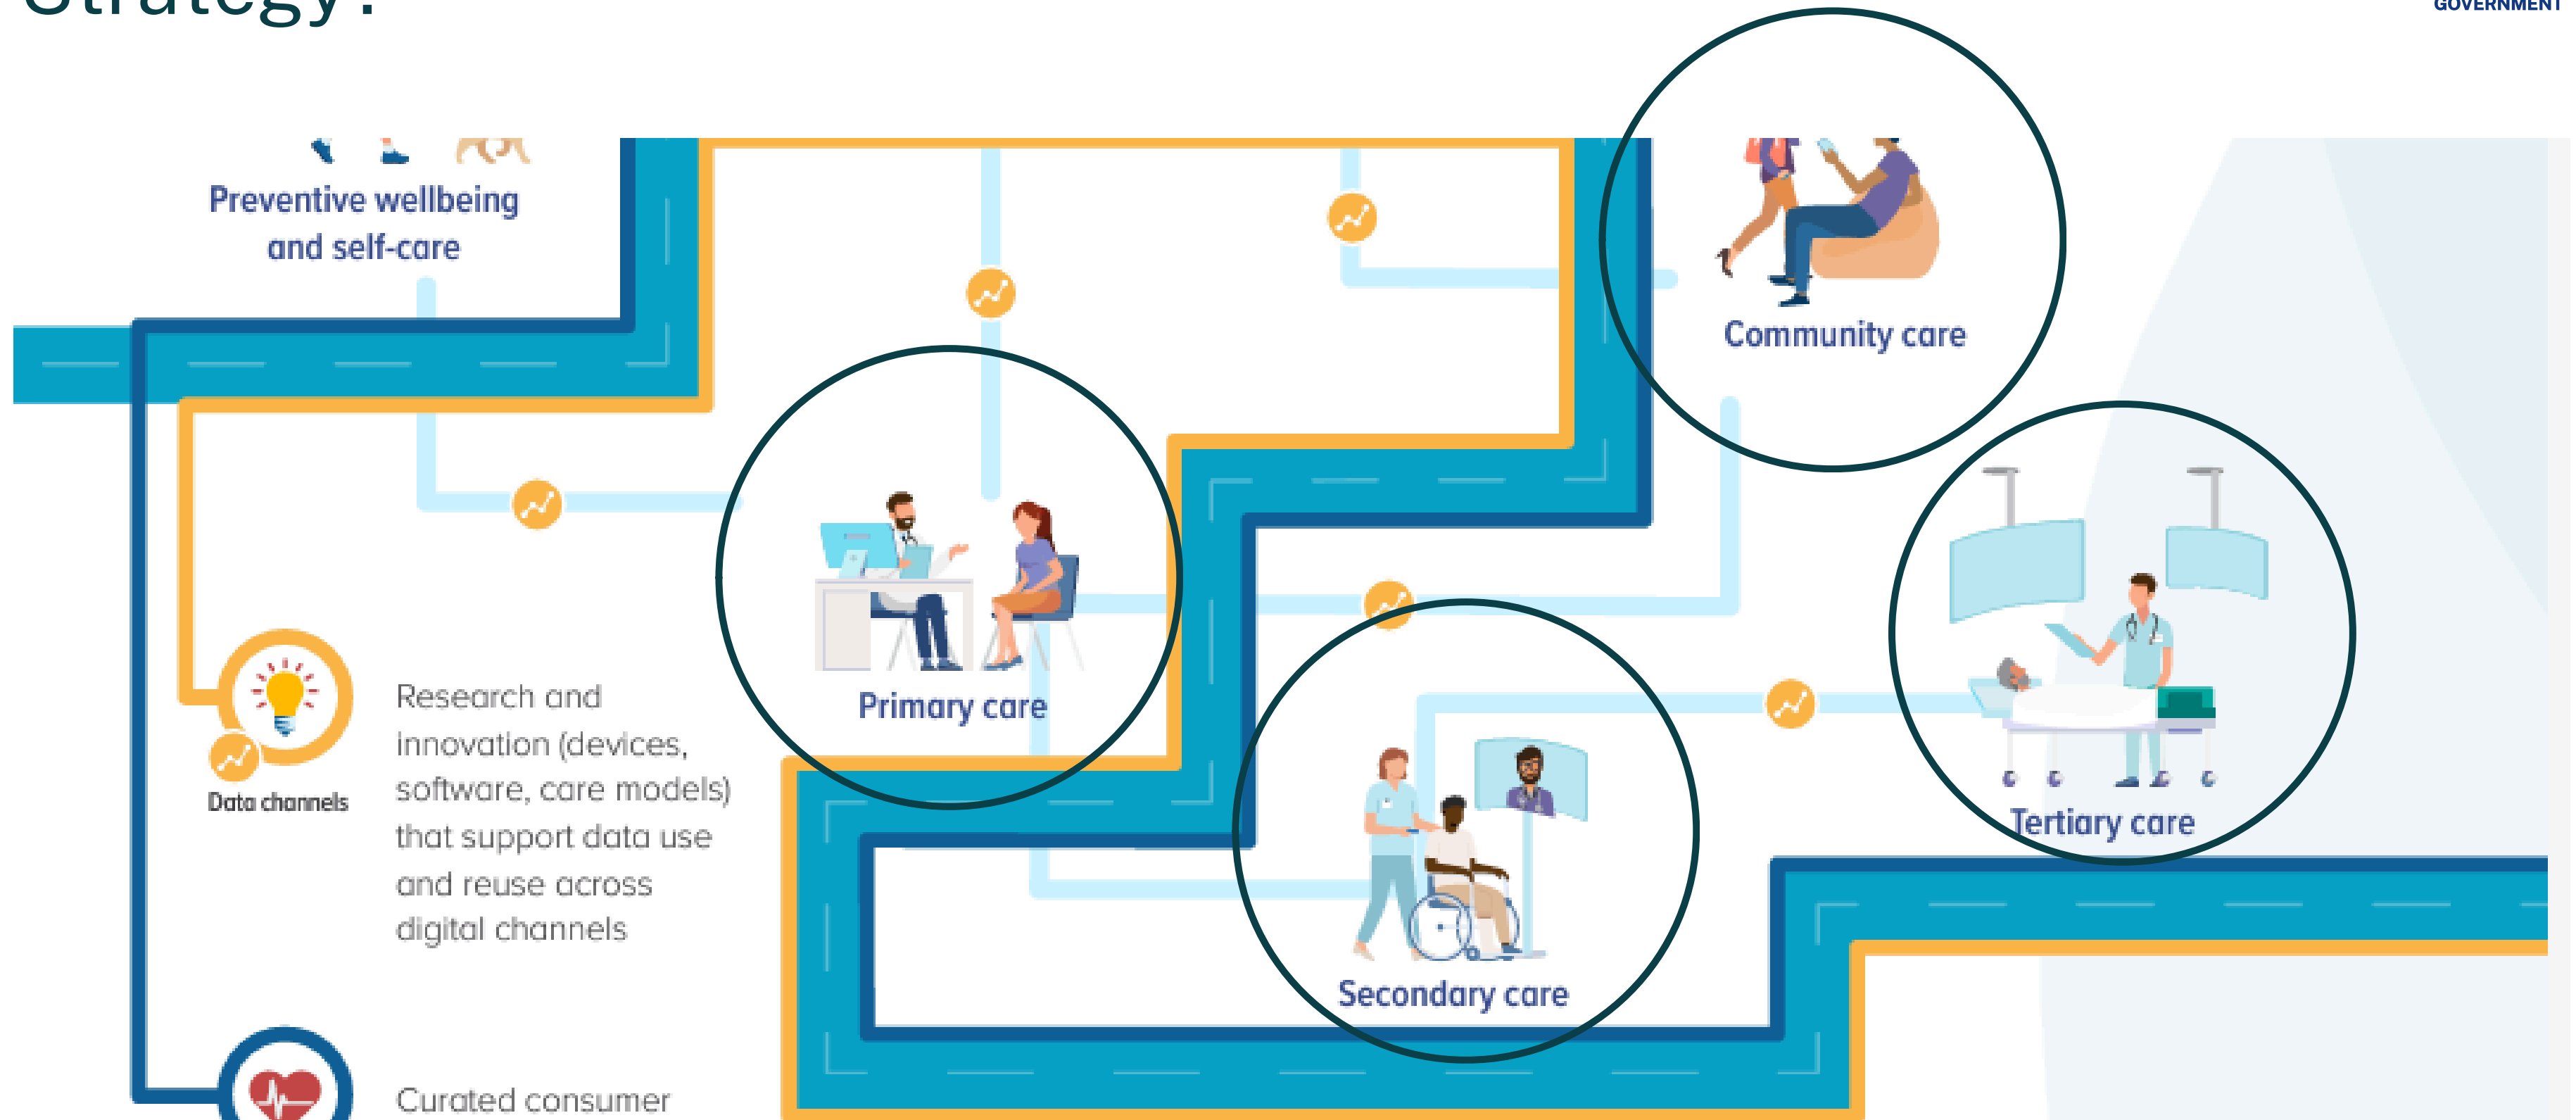 Strategy?
GOVERNMENT
Preventive wellbeing
and self-care
Community care
Primary care
Research and
innovation (devices,
software, care models)
that support data use
and reuse across
digital channels
Data channels
Tertiary care
Secondary care
Curated consumer